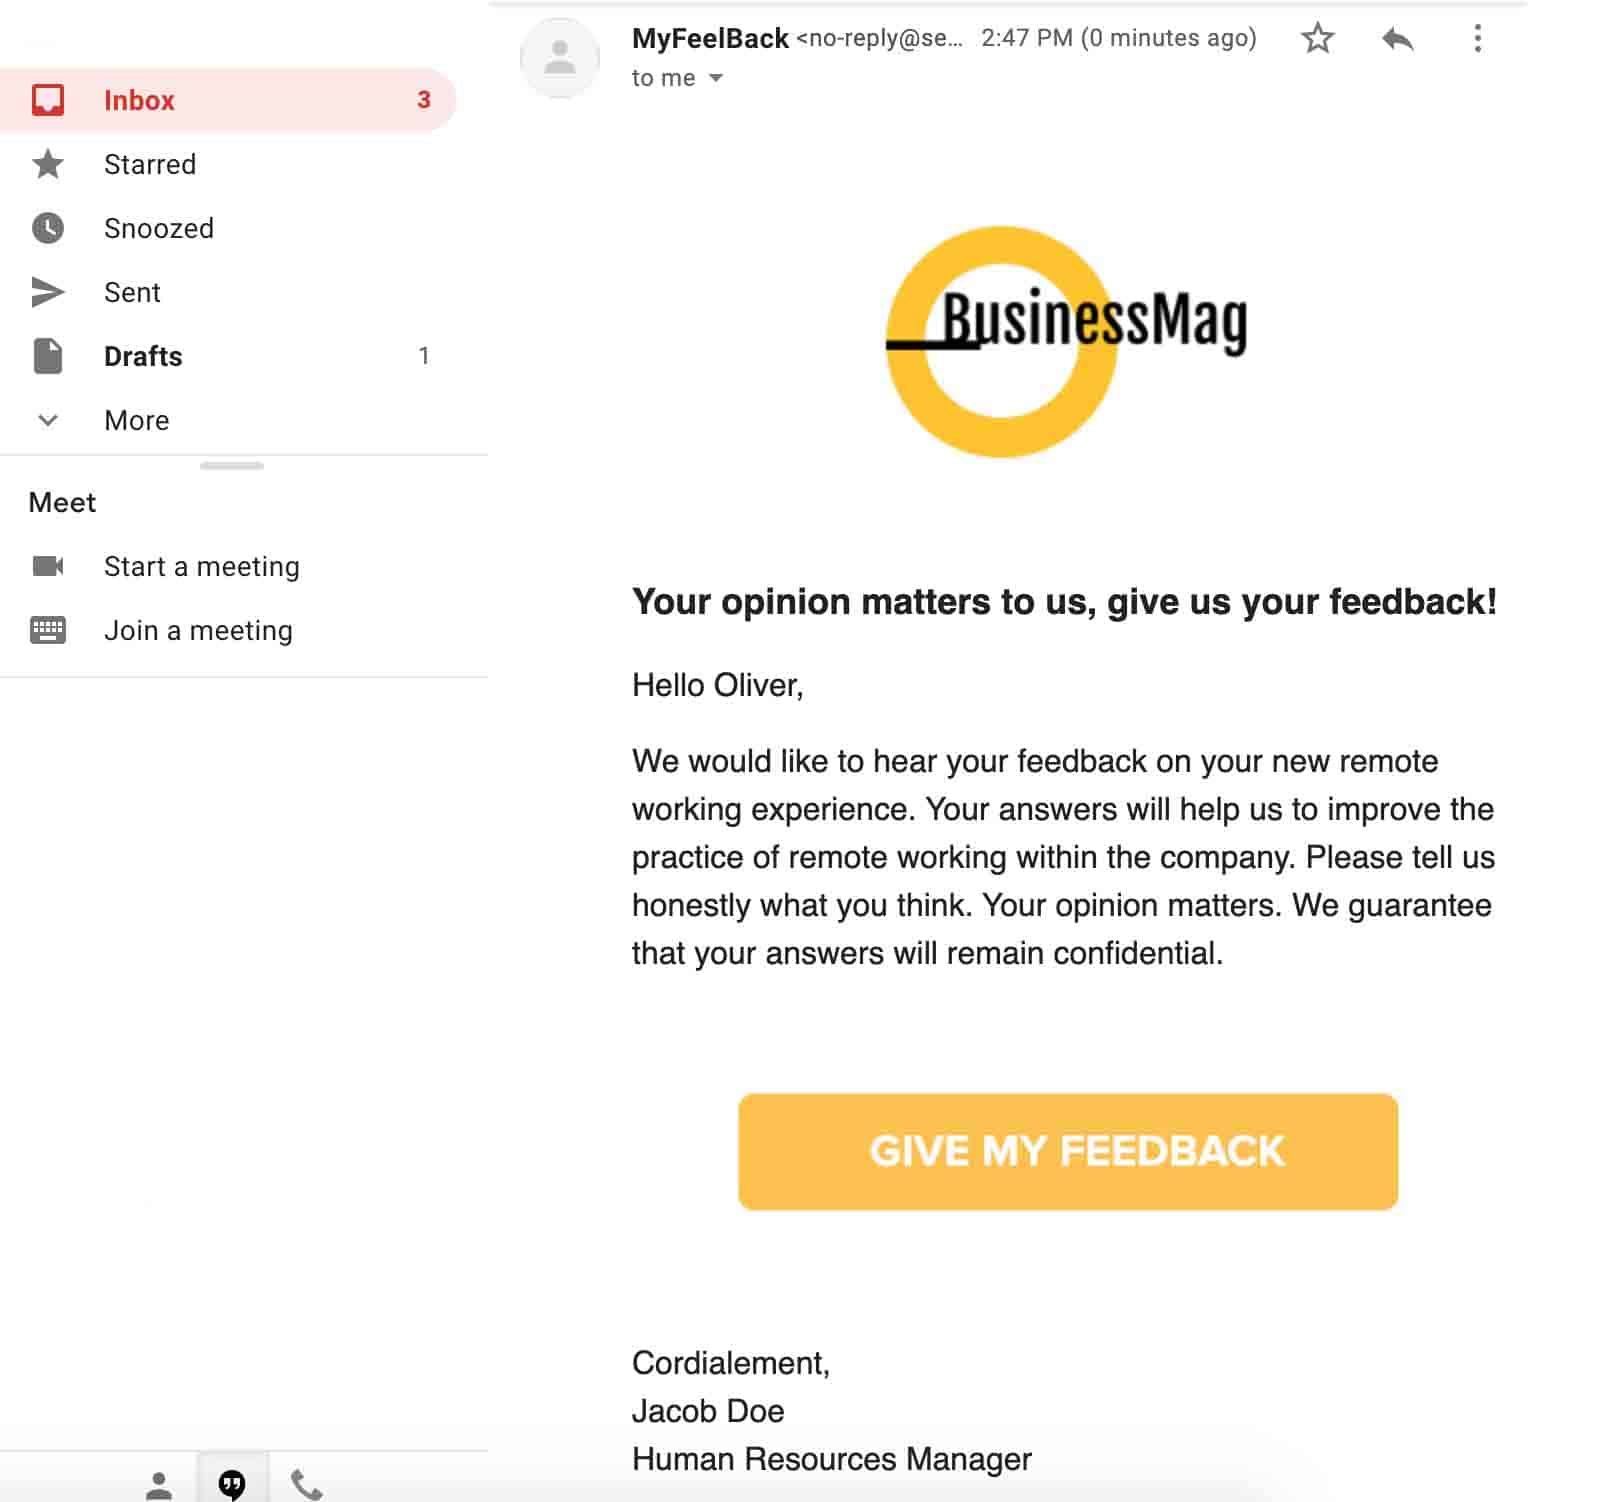 Inbox 3
Starred
Snoozed
Sent
Drafts 1
More
Meet
Start a meeting
Join a meeting
MyFeelBack <no-reply@se... 2:47 PM (0 minutes ago)
to me
BusinessMag
Your opinion matters to us, give us your feedback!
Hello Oliver,
We would like to hear your feedback on your new remote
working experience. Your answers will help us to improve the
practice of remote working within the company. Please tell us
honestly what you think. Your opinion matters. We guarantee
that your answers will remain confidential.
GIVE MY FEEDBACK
Cordialement,
Jacob Doe
Human Resources Manager